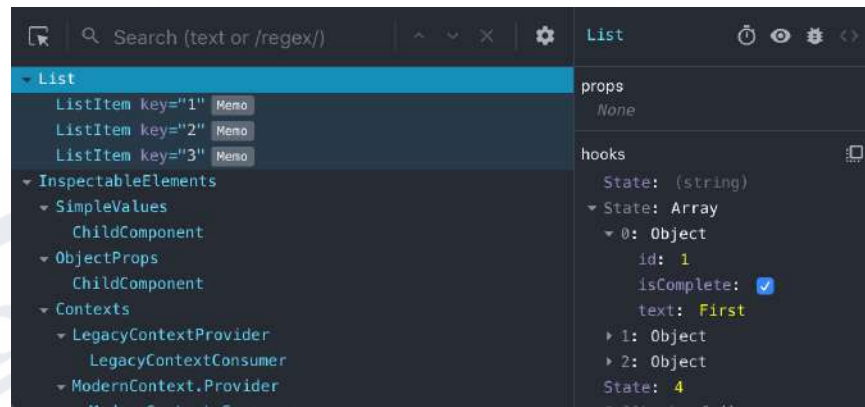 Search (text or /regex/)
List
ListItem key="1" Memo
ListItem key="2" Memo
ListItem key="3" Memo
InspectableElements
SimpleValues
ChildComponent
ObjectProps
ChildComponent
Contexts
LegacyContextProvider
LegacyContextConsumer
ModernContext.Provider
List
props
None
hooks
State: (string)
State: Array
0: Object
id: 1
isComplete:
text: First
1: Object
2: Object
State: 4